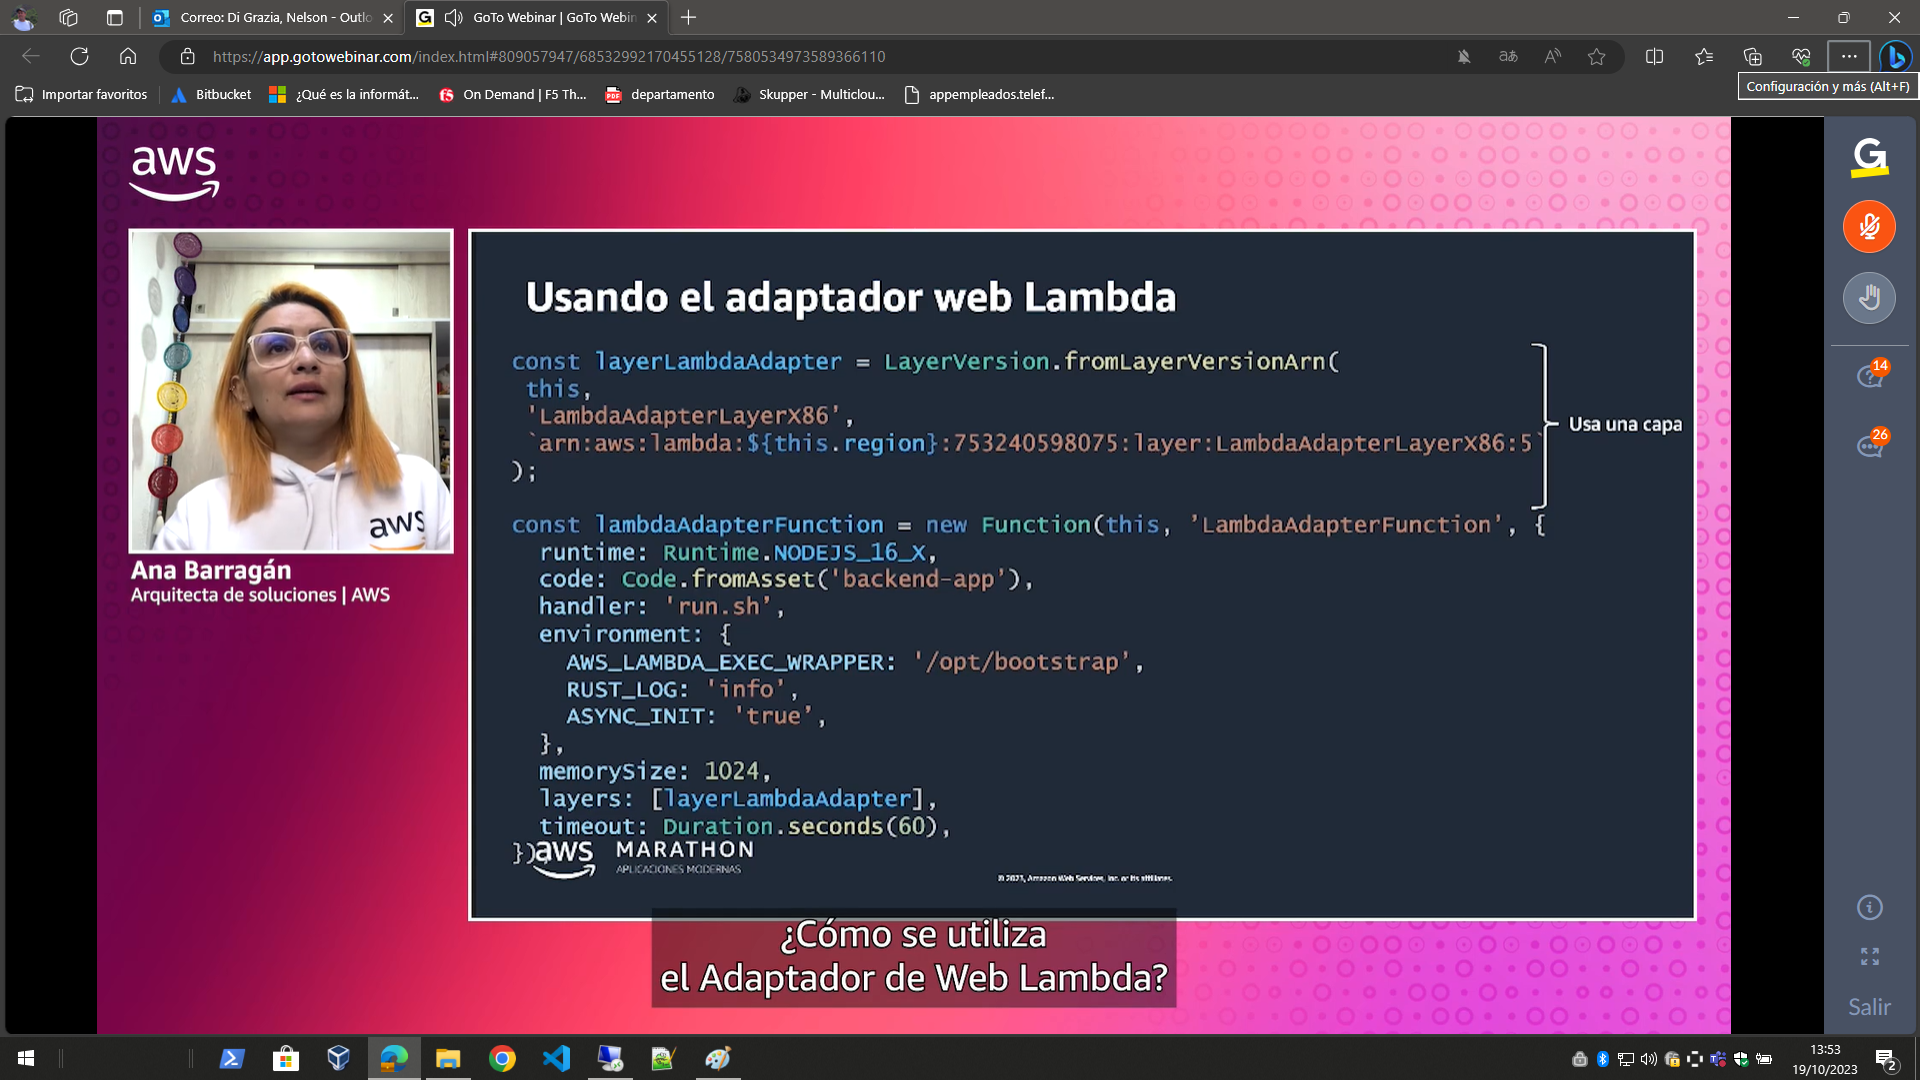 Correo: Di Grazia, Nelson - Outlo
GoTo Webinar | GoTo Webin
https://app.gotowebinar.com/index.html#809057947/68532992170455128/7580534973589366110
Importar favoritos
Bitbucket
¿Qué es la informát...
On Demand | F5 Th...
departamento
Skupper - Multiclou...
appempleados.telef...
Configuración y más (Alt+F)
aws
Usando el adaptador web Lambda
const layerLambdaAdapter = LayerVersion.fromLayerVersionArn(
this,
'LambdaAdapterLayerX86',
`arn:aws:lambda:${this.region}:753240598075:layer:LambdaAdapterLayerX86:5`
);
Usa una capa
const lambdaAdapterFunction = new Function(this, 'LambdaAdapterFunction', {
runtime: Runtime.NODEJS_16_X,
code: Code.fromAsset('backend-app'),
handler: 'run.sh',
environment: {
AWS_LAMBDA_EXEC_WRAPPER: '/opt/bootstrap',
RUST_LOG: 'info',
ASYNC_INIT: 'true',
},
memorySize: 1024,
layers: [layerLambdaAdapter],
timeout: Duration.seconds(60),
});
aws MARATHON
APLICACIONES MODERNAS
© 2023, Amazon Web Services, Inc. or its affiliates.
aws
Ana Barragán
Arquitecta de soluciones | AWS
¿Cómo se utiliza
el Adaptador de Web Lambda?
G
14
26
Salir
13:53
19/10/2023
2